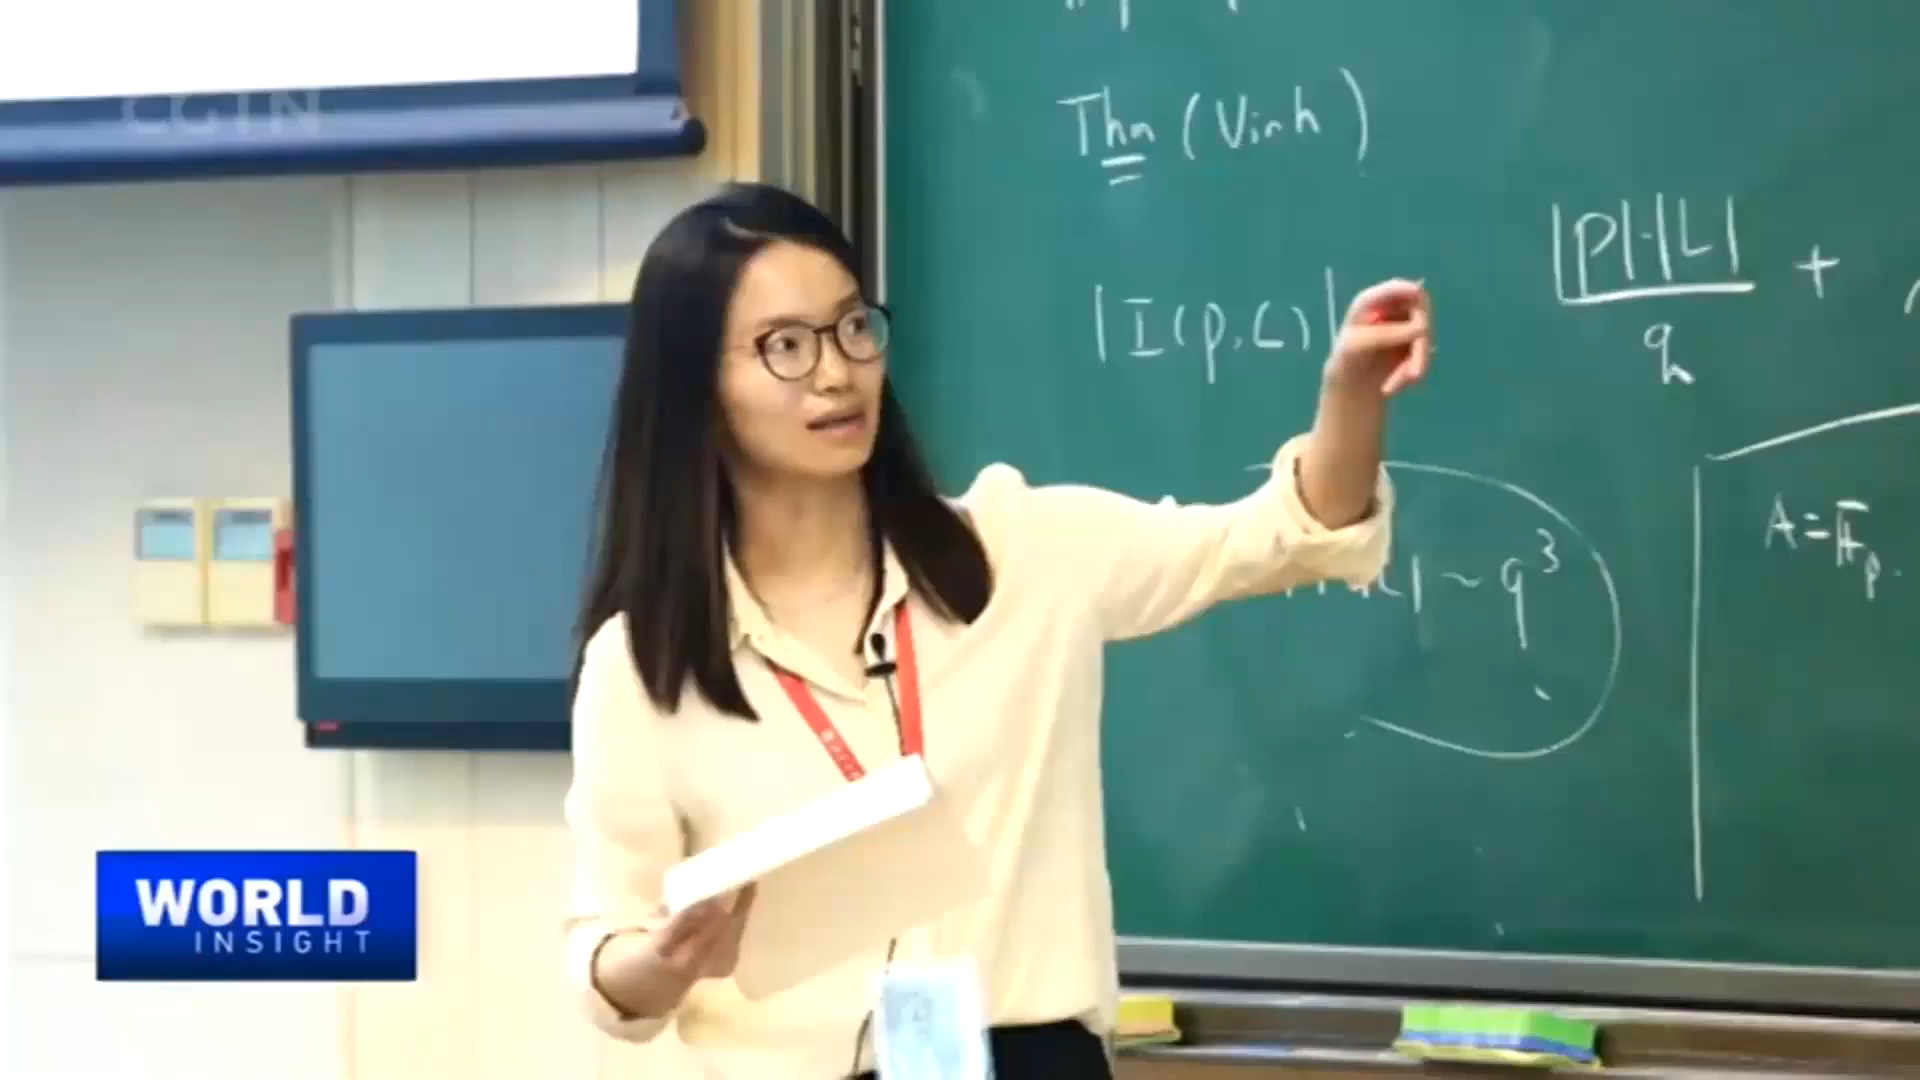 CGTN
Thm (Vinh)
|I(P,L)|
|P|·|L|
+
q
A=F_p.
~ q^3
WORLD
INSIGHT